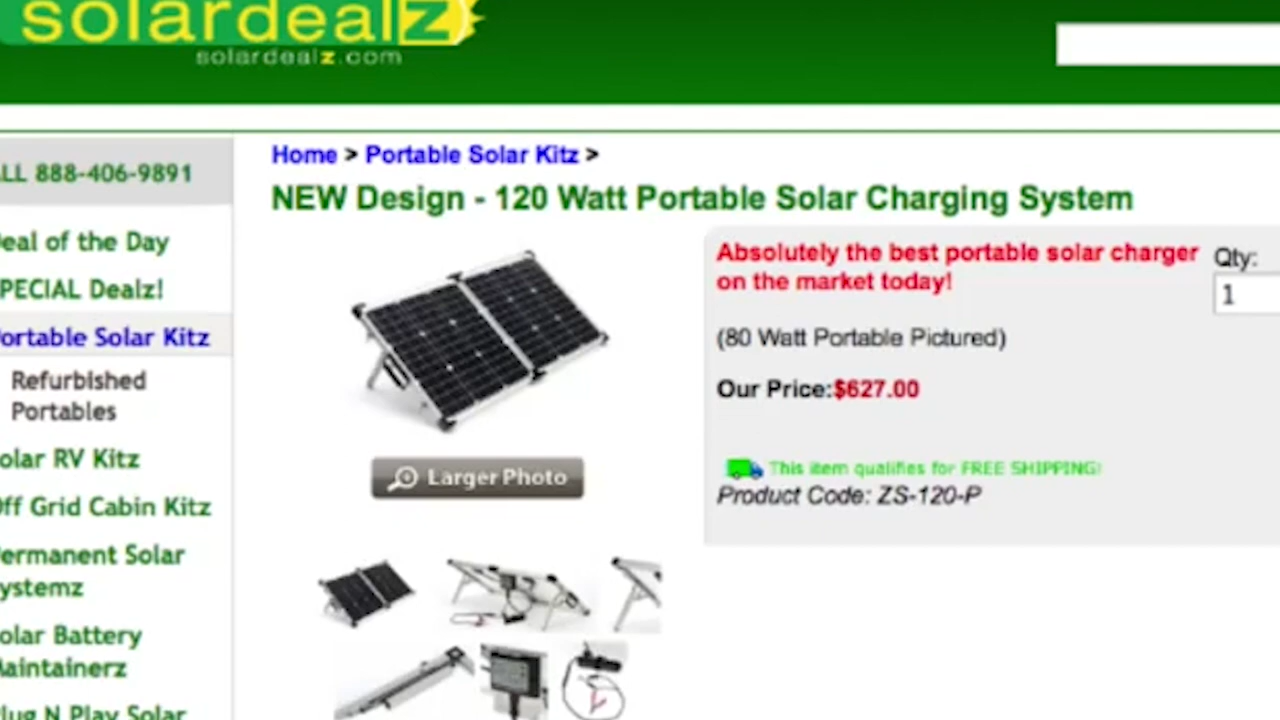 solardealz
solardealz.com
ALL 888-406-9891
Home > Portable Solar Kitz >
NEW Design - 120 Watt Portable Solar Charging System
eal of the Day
PECIAL Dealz!
ortable Solar Kitz
Refurbished
Portables
olar RV Kitz
ff Grid Cabin Kitz
ermanent Solar
ystemz
olar Battery
aintainerz
lug N Play Solar
Larger Photo
Absolutely the best portable solar charger
on the market today!
(80 Watt Portable Pictured)
Our Price:$627.00
This item qualifies for FREE SHIPPING!
Product Code: ZS-120-P
Qty:
1